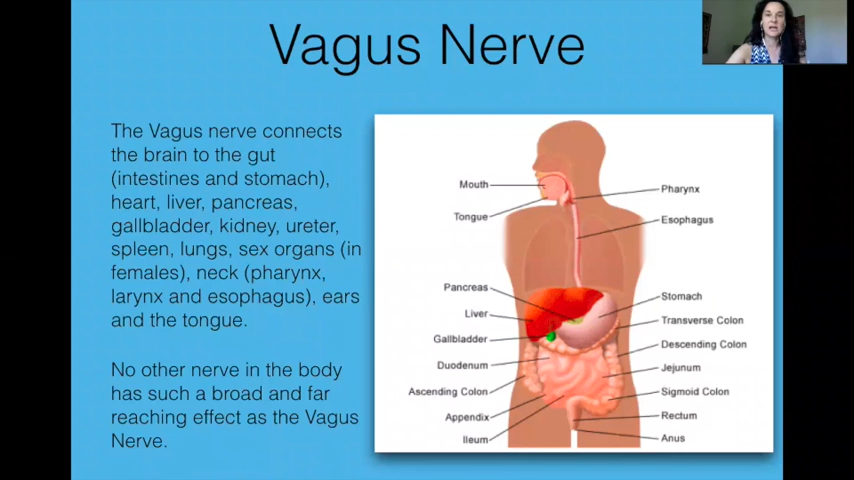 Vagus Nerve
The Vagus nerve connects
the brain to the gut
(intestines and stomach),
heart, liver, pancreas,
gallbladder, kidney, ureter,
spleen, lungs, sex organs (in
females), neck (pharynx,
larynx and esophagus), ears
and the tongue.
No other nerve in the body
has such a broad and far
reaching effect as the Vagus
Nerve.
Mouth
Tongue
Pancreas
Liver
Gallbladder
Duodenum
Ascending Colon
Appendix
Ileum
Pharynx
Esophagus
Stomach
Transverse Colon
Descending Colon
Jejunum
Sigmoid Colon
Rectum
Anus